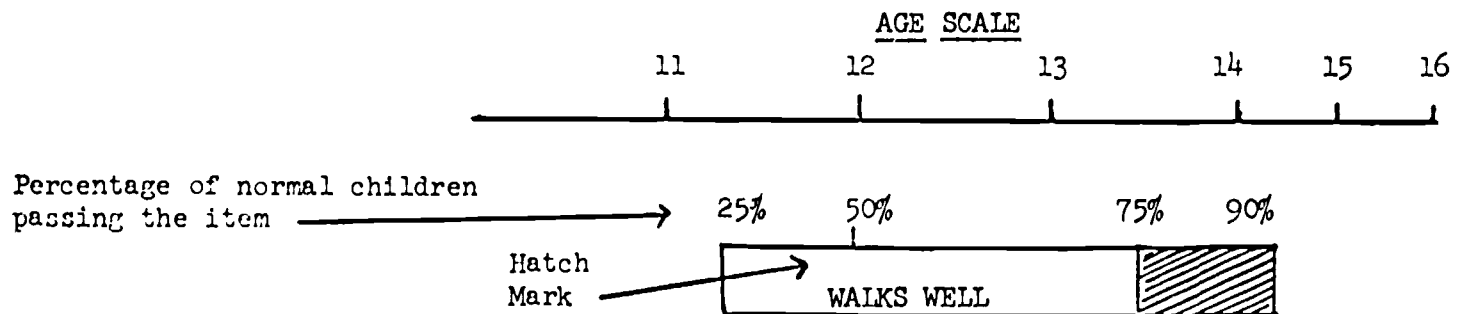 AGE SCALE
11 12 13 14 15 16
Percentage of normal children
passing the item
25% 50% 75% 90%
Hatch
Mark
WALKS WELL